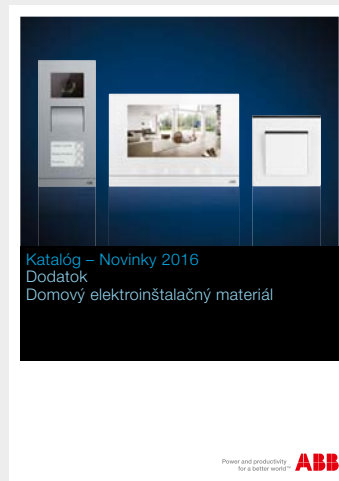 Katalóg – Novinky 2016
Dodatok
Domový elektroinštalačný materiál
Power and productivity
for a better world™
ABB